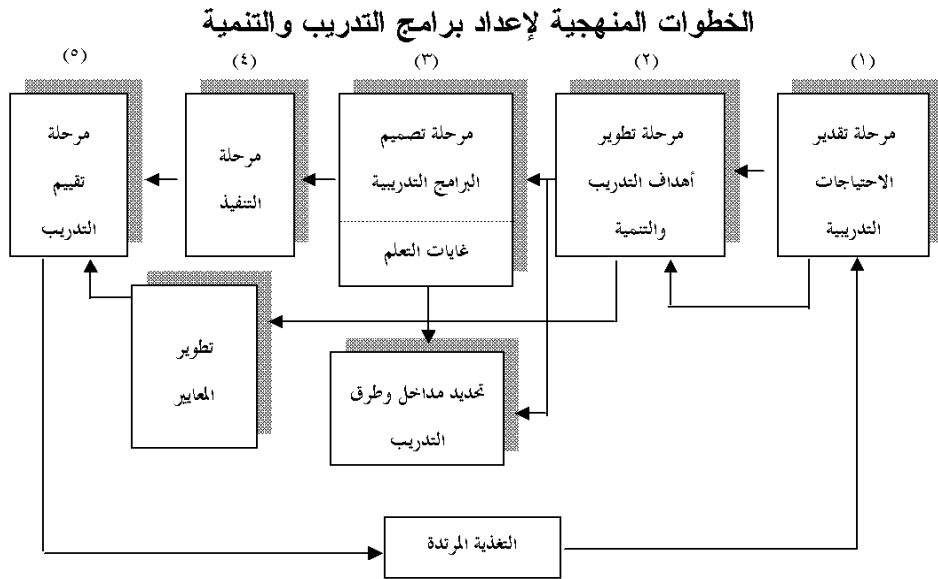 الخطوات المنهجية لإعداد برامج التدريب والتنمية
(١)
(٢)
(٣)
(٤)
(٥)
مرحلة تقدير
الاحتياجات
التدريبية
مرحلة تطوير
أهداف التدريب
والتنمية
مرحلة تصميم
البرامج التدريبية
غايات التعلم
مرحلة
التنفيذ
مرحلة
تقييم
التدريب
تطوير
المعايير
تحديد مداخل وطرق
التدريب
التغذية المرتدة